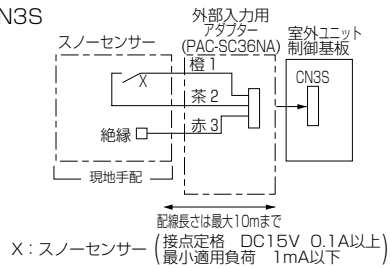 CN3S
外部入力用
アダプター
(PAC-SC36NA)
スノーセンサー
室外ユニット
制御基板
橙 1
X
茶 2
赤 3
絶縁
CN3S
現地手配
配線長さは最大10mまで
X：スノーセンサー（接点定格　DC15V　0.1A以上
最小適用負荷　1mA以下）